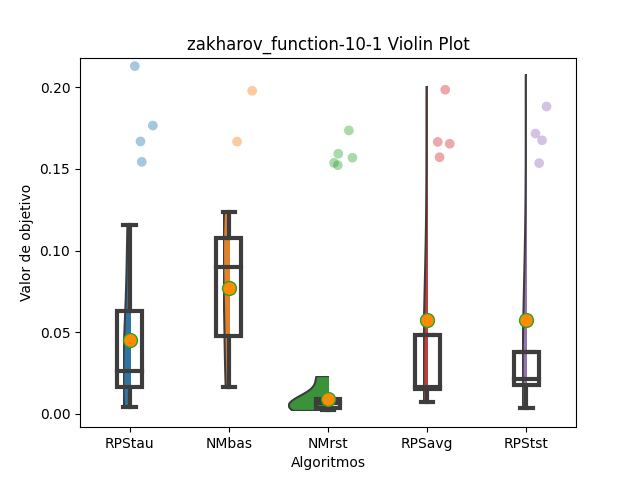 zakharov_function-10-1 Violin Plot
Valor de objetivo
0.20
0.15
0.10
0.05
0.00
RPStau NMbas NMrst RPSavg RPStst
Algoritmos